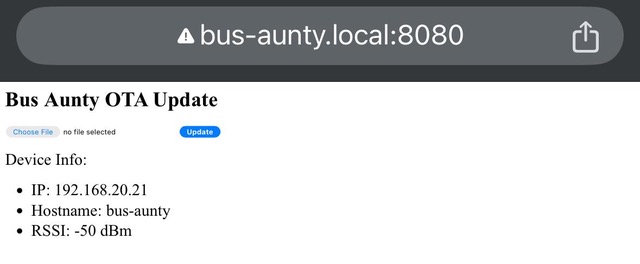 bus-aunty.local:8080
Bus Aunty OTA Update
Choose File no file selected Update
Device Info:
• IP: 192.168.20.21
• Hostname: bus-aunty
• RSSI: -50 dBm